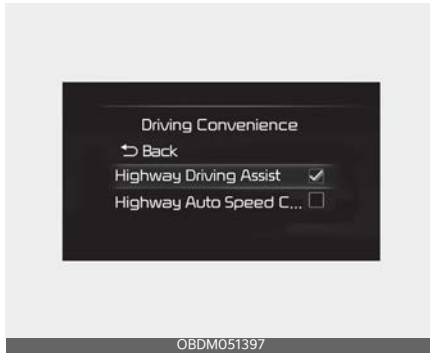 Driving Convenience
Back
Highway Driving Assist
Highway Auto Speed C...
OBDM051397